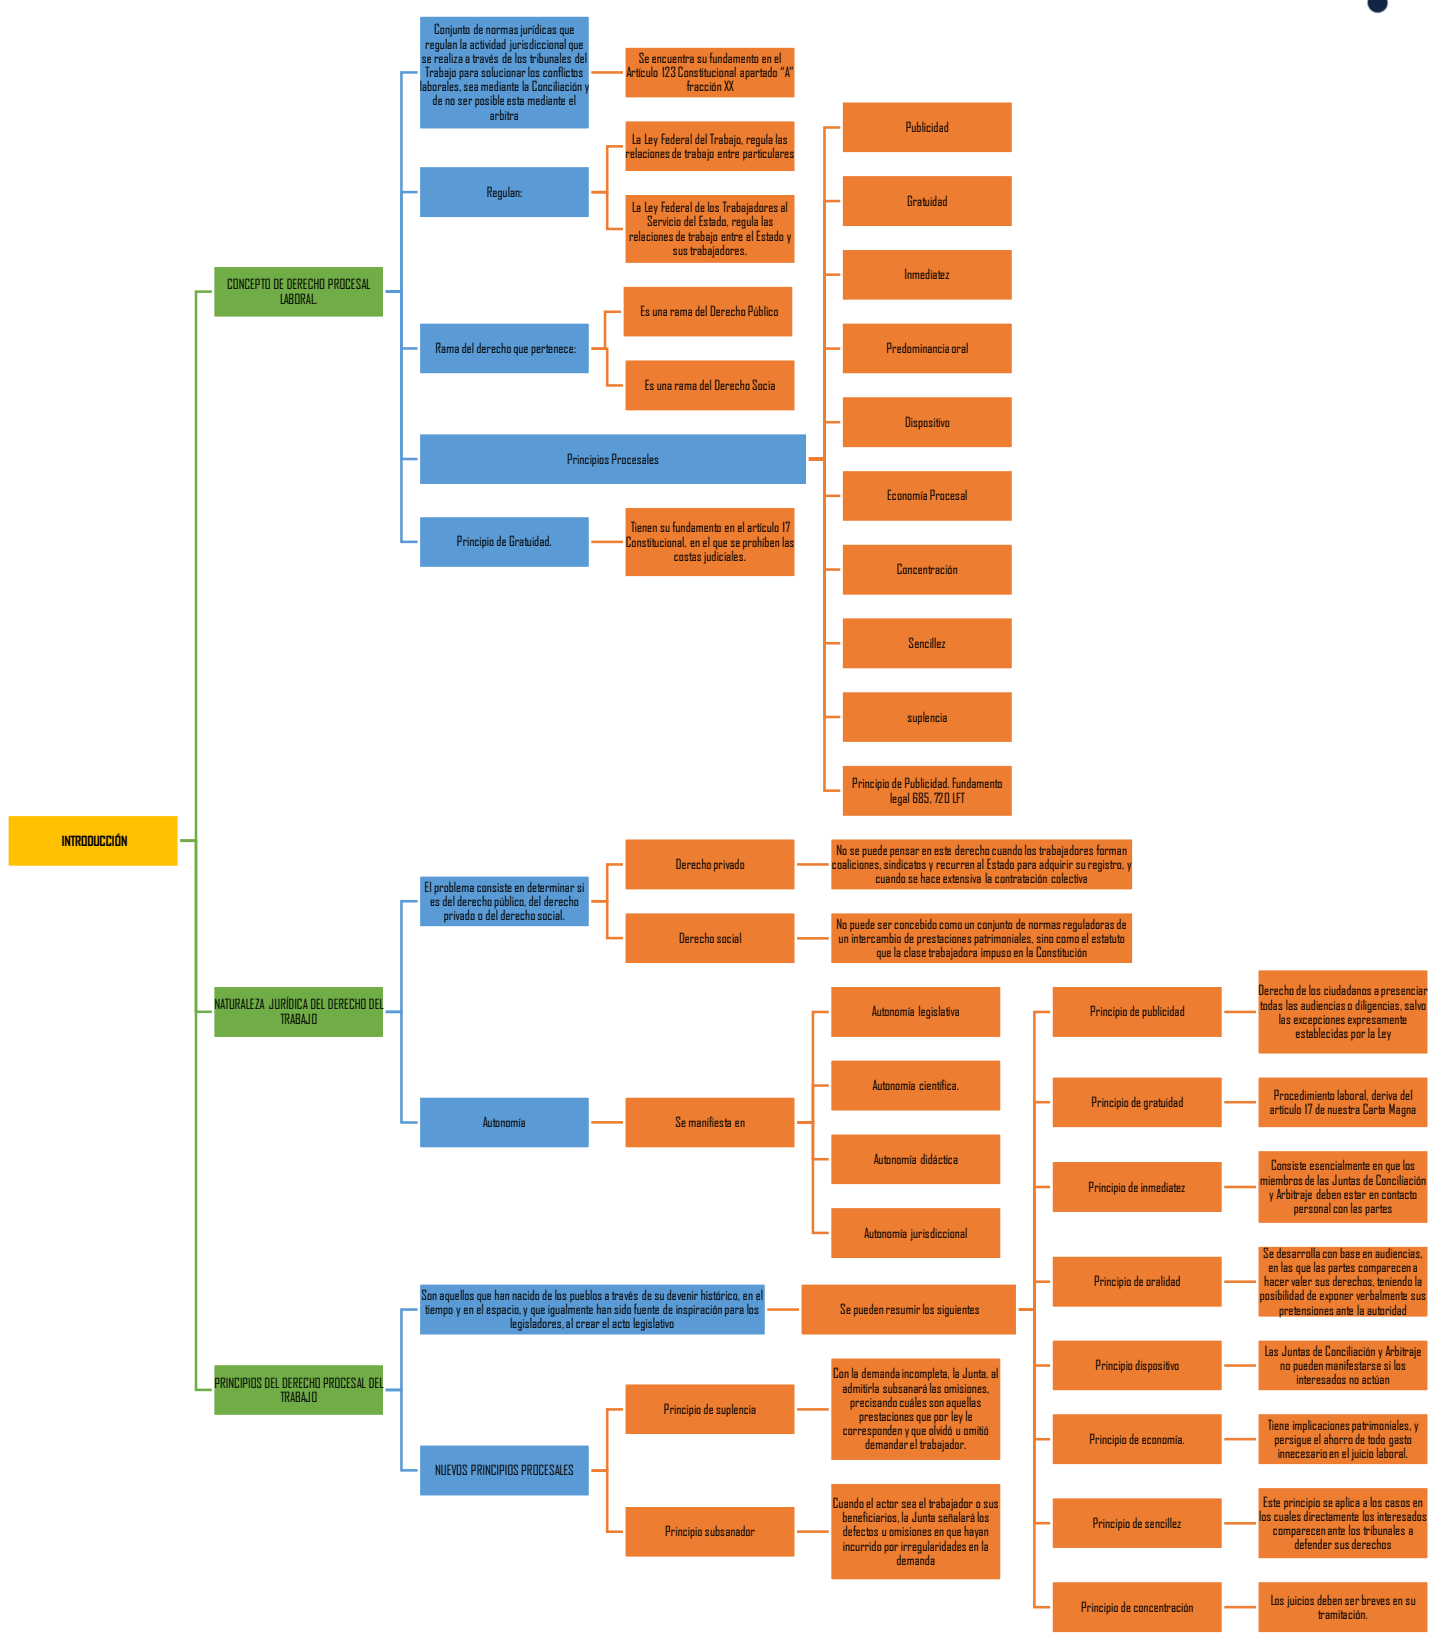 INTRODUCCIÓN
CONCEPTO DE DERECHO PROCESAL
LABORAL.
Conjunto de normas jurídicas que
regulan la actividad jurisdiccional que
se realiza a través de los tribunales del
Trabajo para solucionar los conflictos
laborales, sea mediante la Conciliación y
de no ser posible esta mediante el
arbitra
Se encuentra su fundamento en el
Artículo 123 Constitucional apartado "A"
fracción XX
Regulan:
La Ley Federal del Trabajo, regula las
relaciones de trabajo entre particulares
La Ley Federal de los Trabajadores al
Servicio del Estado, regula las
relaciones de trabajo entre el Estado y
sus trabajadores.
Rama del derecho que pertenece:
Es una rama del Derecho Público
Es una rama del Derecho Socia
Principios Procesales
Publicidad
Gratuidad
Inmediatez
Predominancia oral
Dispositivo
Economía Procesal
Concentración
Sencillez
suplencia
Principio de Publicidad. Fundamento
legal 685, 720 LFT
Principio de Gratuidad.
Tienen su fundamento en el artículo 17
Constitucional, en el que se prohíben las
costas judiciales.
NATURALEZA JURÍDICA DEL DERECHO DEL
TRABAJO
El problema consiste en determinar si
es del derecho público, del derecho
privado o del derecho social.
Derecho privado
No se puede pensar en este derecho cuando los trabajadores forman
coaliciones, sindicatos y recurren al Estado para adquirir su registro, y
cuando se hace extensiva la contratación colectiva
Derecho social
No puede ser concebido como un conjunto de normas reguladoras de
un intercambio de prestaciones patrimoniales, sino como el estatuto
que la clase trabajadora impuso en la Constitución
Autonomía
Se manifiesta en
Autonomía legislativa
Autonomía científica.
Autonomía didáctica
Autonomía jurisdiccional
PRINCIPIOS DEL DERECHO PROCESAL DEL
TRABAJO
Son aquellos que han nacido de los pueblos a través de su devenir histórico, en el
tiempo y en el espacio, y que igualmente han sido fuente de inspiración para los
legisladores, al crear el acto legislativo
Se pueden resumir los siguientes
Principio de publicidad
Derecho de los ciudadanos a presenciar
todas las audiencias o diligencias, salvo
las excepciones expresamente
establecidas por la Ley
Principio de gratuidad
Procedimiento laboral, deriva del
artículo 17 de nuestra Carta Magna
Principio de inmediatez
Consiste esencialmente en que los
miembros de las Juntas de Conciliación
y Arbitraje deben estar en contacto
personal con las partes
Principio de oralidad
Se desarrolla con base en audiencias,
en las que las partes comparecen a
hacer valer sus derechos, teniendo la
posibilidad de exponer verbalmente sus
pretensiones ante la autoridad
Principio dispositivo
Las Juntas de Conciliación y Arbitraje
no pueden manifestarse si los
interesados no actúan
Principio de economía.
Tiene implicaciones patrimoniales, y
persigue el ahorro de todo gasto
innecesario en el juicio laboral.
Principio de sencillez
Este principio se aplica a los casos en
los cuales directamente los interesados
comparecen ante los tribunales a
defender sus derechos
Principio de concentración
Los juicios deben ser breves en su
tramitación.
NUEVOS PRINCIPIOS PROCESALES
Principio de suplencia
Con la demanda incompleta, la Junta, al
admitirla subsanará las omisiones,
precisando cuáles son aquellas
prestaciones que por ley le
corresponden y que olvidó u omitió
demandar el trabajador.
Principio subsanador
Cuando el actor sea el trabajador o sus
beneficiarios, la Junta señalará los
defectos u omisiones en que hayan
incurrido por irregularidades en la
demanda